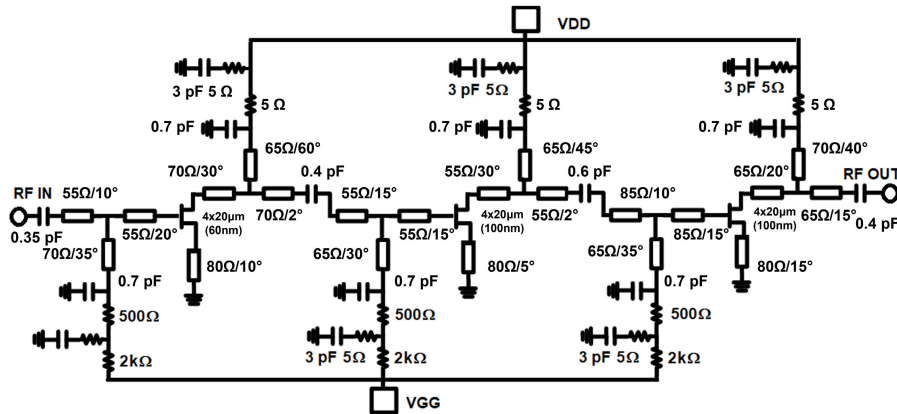 VDD
3 pF 5 Ω
3 pF 5Ω
3 pF 5Ω
5 Ω
5 Ω
5 Ω
0.7 pF
0.7 pF
0.7 pF
65Ω/60°
65Ω/45°
70Ω/40°
70Ω/30°
0.4 pF
55Ω/30°
0.6 pF
65Ω/20°
RF IN
55Ω/10°
55Ω/15°
85Ω/10°
RF OUT
0.35 pF
55Ω/20°
4x20µm
(60nm)
70Ω/2°
55Ω/15°
4x20µm
(100nm)
55Ω/2°
85Ω/15°
4x20µm
(100nm)
65Ω/15°
0.4 pF
70Ω/35°
80Ω/10°
65Ω/30°
80Ω/5°
65Ω/35°
80Ω/15°
0.7 pF
0.7 pF
0.7 pF
500Ω
500Ω
500Ω
2kΩ
3 pF 5Ω
2kΩ
3 pF 5Ω
2kΩ
VGG